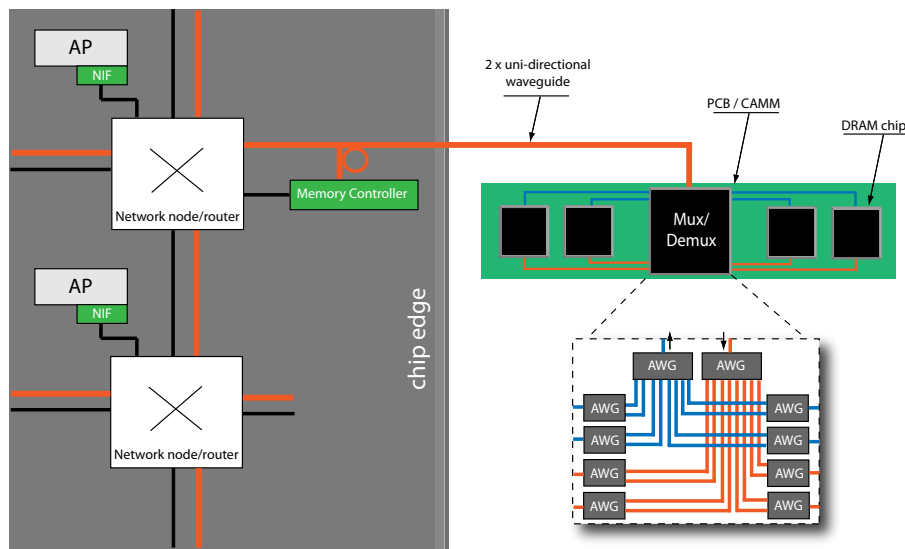 AP
NIF
Network node/router
Memory Controller
AP
NIF
Network node/router
chip edge
2 x uni-directional
waveguide
PCB / CAMM
DRAM chip
Mux/
Demux
AWG
AWG
AWG
AWG
AWG
AWG
AWG
AWG
AWG
AWG